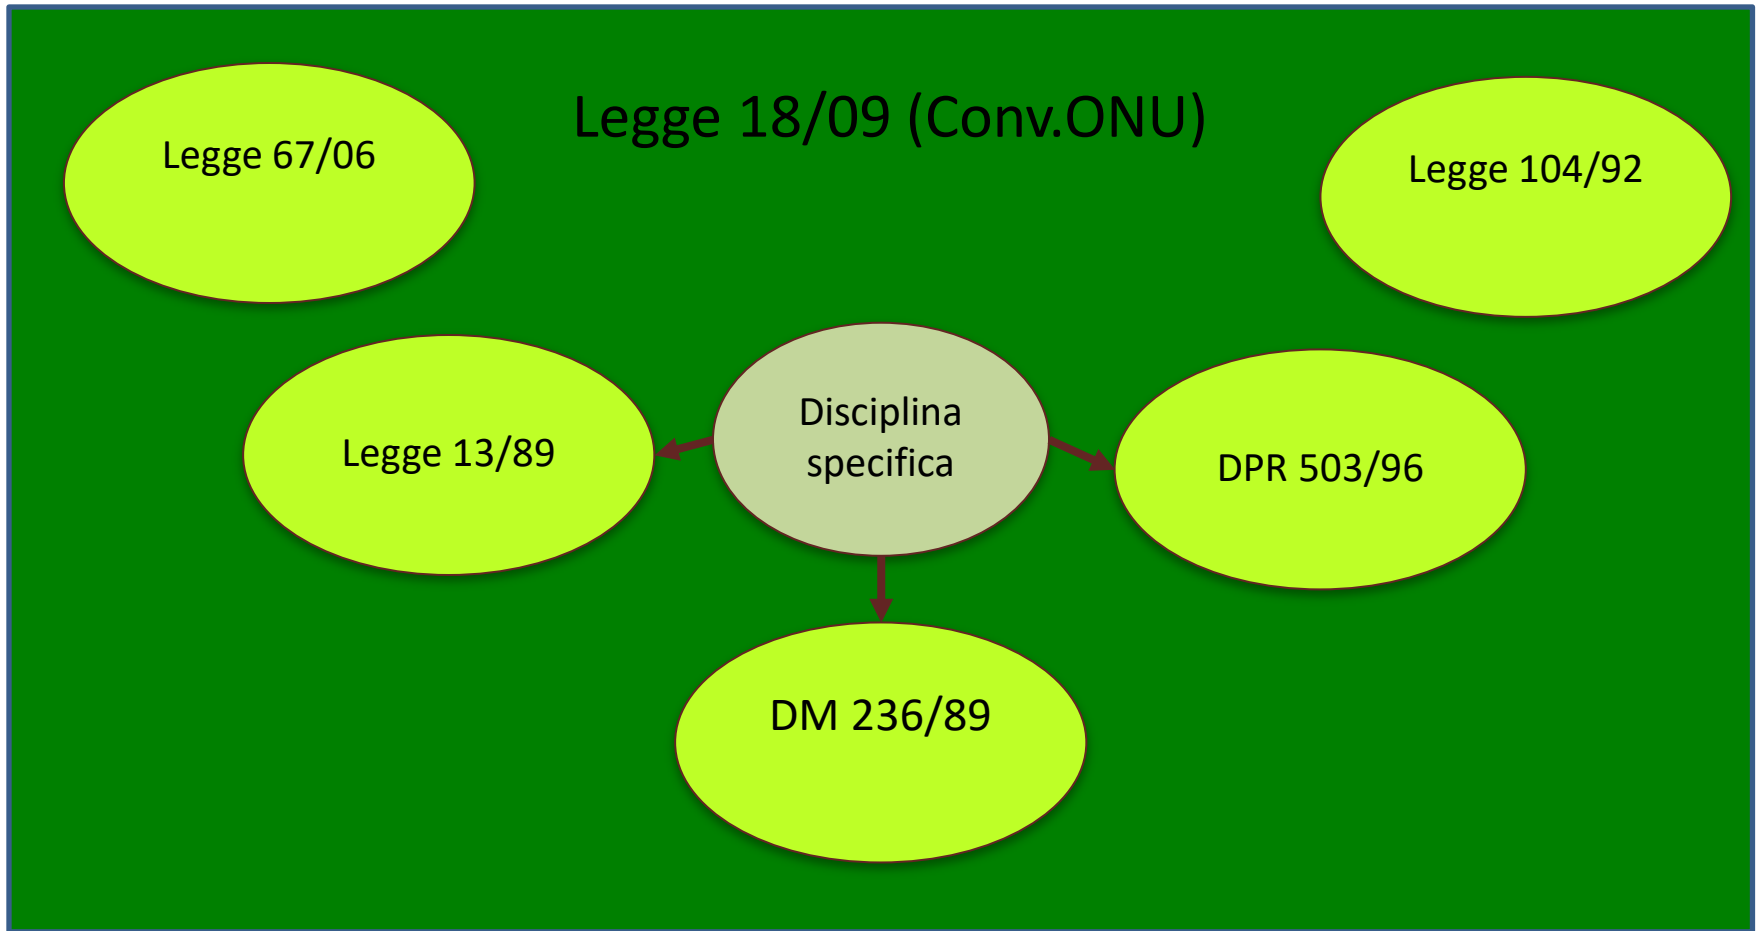 Legge 18/09 (Conv.ONU)
Legge 67/06
Legge 104/92
Disciplina
specifica
Legge 13/89
DPR 503/96
DM 236/89